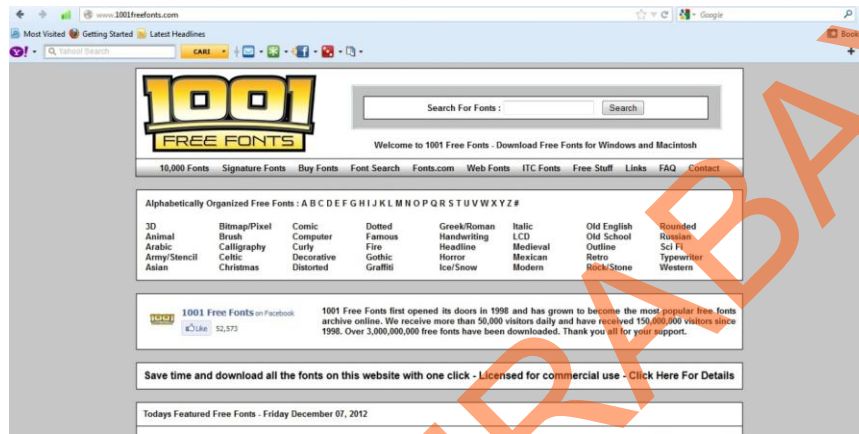 www.1001freefonts.com
Google
Most Visited Getting Started Latest Headlines
Book
Y! Yahoo! Search CARI
1001
FREE FONTS
Search For Fonts : Search
Welcome to 1001 Free Fonts - Download Free Fonts for Windows and Macintosh
10,000 Fonts Signature Fonts Buy Fonts Font Search Fonts.com Web Fonts ITC Fonts Free Stuff Links FAQ Contact
Alphabetically Organized Free Fonts : A B C D E F G H I J K L M N O P Q R S T U V W X Y Z #
3D Bitmap/Pixel Comic Dotted Greek/Roman Italic Old English Rounded
Animal Brush Computer Famous Handwriting LCD Old School Russian
Arabic Calligraphy Curly Fire Headline Medieval Outline Sci Fi
Army/Stencil Celtic Decorative Gothic Horror Mexican Retro Typewriter
Asian Christmas Distorted Graffiti Ice/Snow Modern Rock/Stone Western
1001 Free Fonts on Facebook
Like 52,573
1001 Free Fonts first opened its doors in 1998 and has grown to become the most popular free fonts
archive online. We receive more than 50,000 visitors daily and have received 150,000,000 visitors since
1998. Over 3,000,000,000 free fonts have been downloaded. Thank you all for your support.
Save time and download all the fonts on this website with one click - Licensed for commercial use - Click Here For Details
Todays Featured Free Fonts - Friday December 07, 2012
RABA